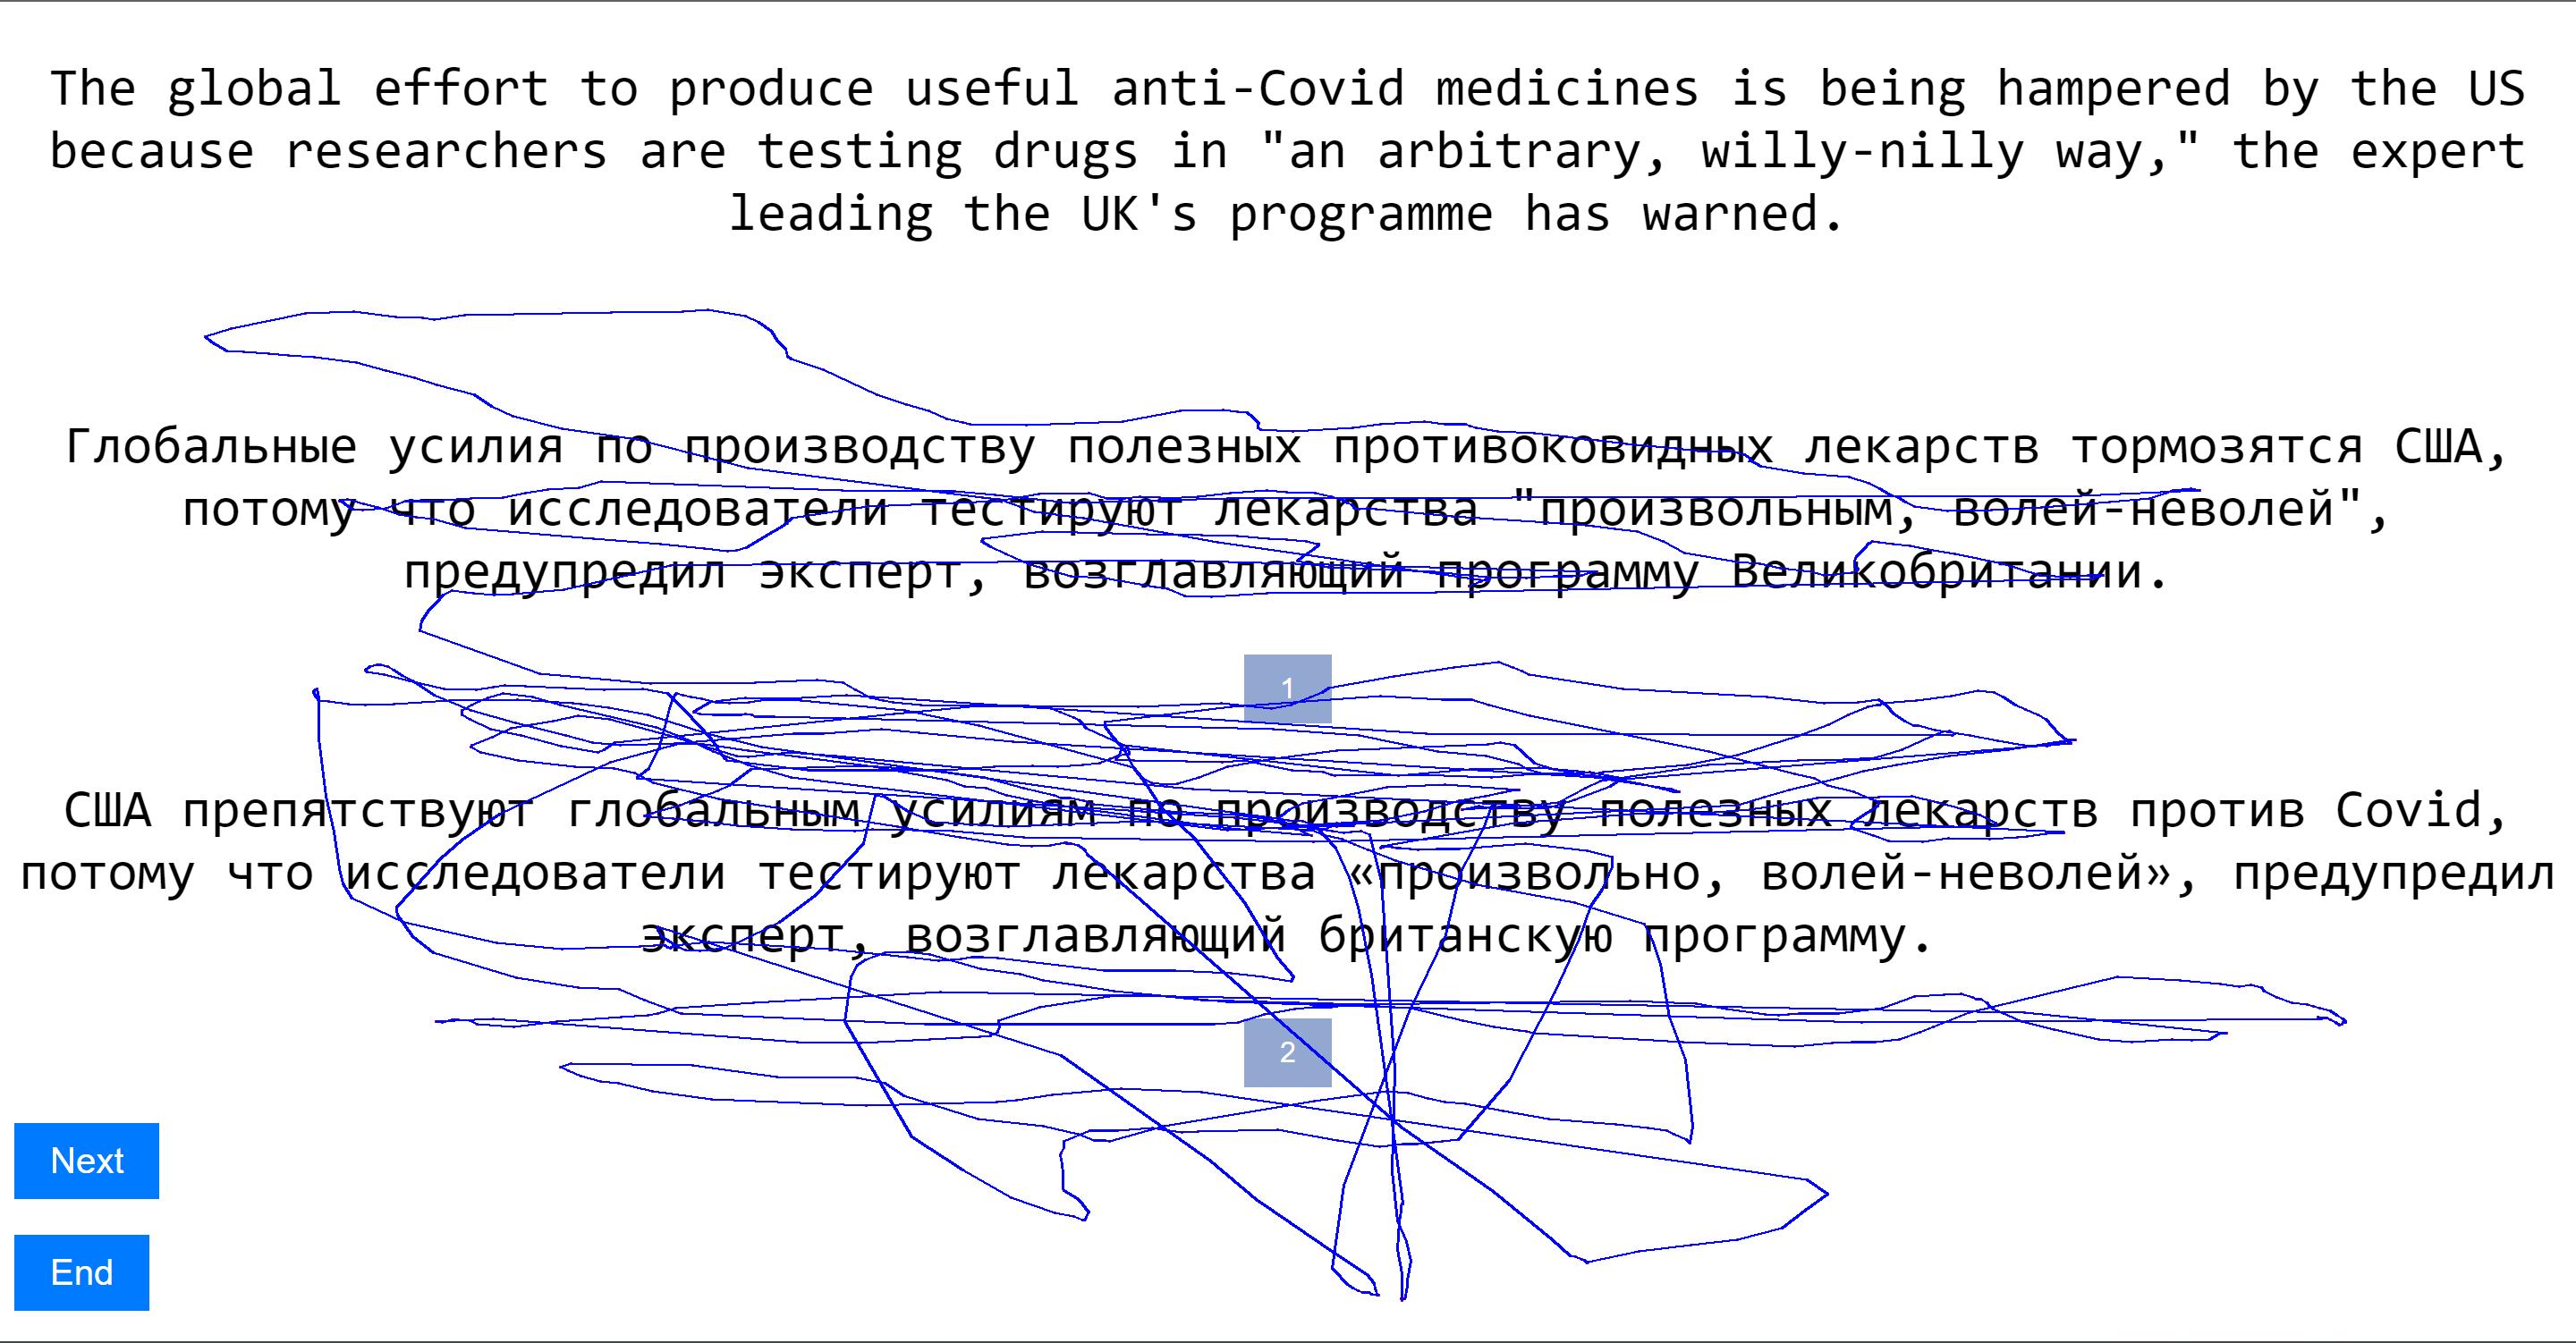 The global effort to produce useful anti-Covid medicines is being hampered by the US
because researchers are testing drugs in "an arbitrary, willy-nilly way," the expert
leading the UK's programme has warned.
Глобальные усилия по производству полезных противоковидных лекарств тормозятся США,
потому что исследователи тестируют лекарства "произвольным, волей-неволей",
предупредил эксперт, возглавляющий программу Великобритании.
1
США препятствуют глобальным усилиям по производству полезных лекарств против Covid,
потому что исследователи тестируют лекарства «произвольно, волей-неволей», предупредил
эксперт, возглавляющий британскую программу.
2
Next
End